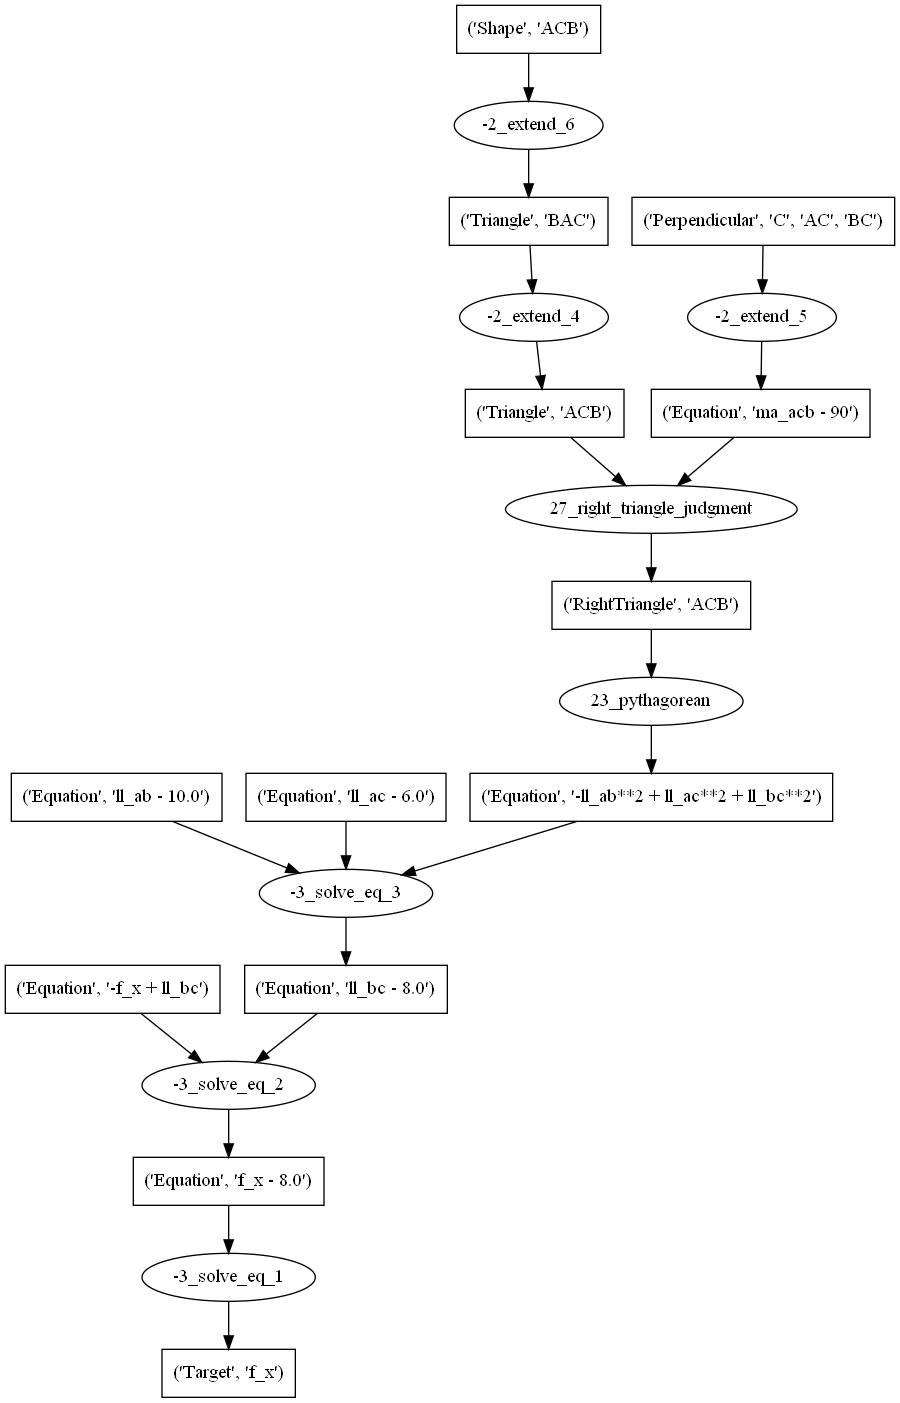 ('Shape', 'ACB')
-2_extend_6
('Triangle', 'BAC')
('Perpendicular', 'C', 'AC', 'BC')
-2_extend_4
-2_extend_5
('Triangle', 'ACB')
('Equation', 'ma_acb - 90')
27_right_triangle_judgment
('RightTriangle', 'ACB')
23_pythagorean
('Equation', 'll_ab - 10.0')
('Equation', 'll_ac - 6.0')
('Equation', '-ll_ab**2 + ll_ac**2 + ll_bc**2')
-3_solve_eq_3
('Equation', '-f_x + ll_bc')
('Equation', 'll_bc - 8.0')
-3_solve_eq_2
('Equation', 'f_x - 8.0')
-3_solve_eq_1
('Target', 'f_x')